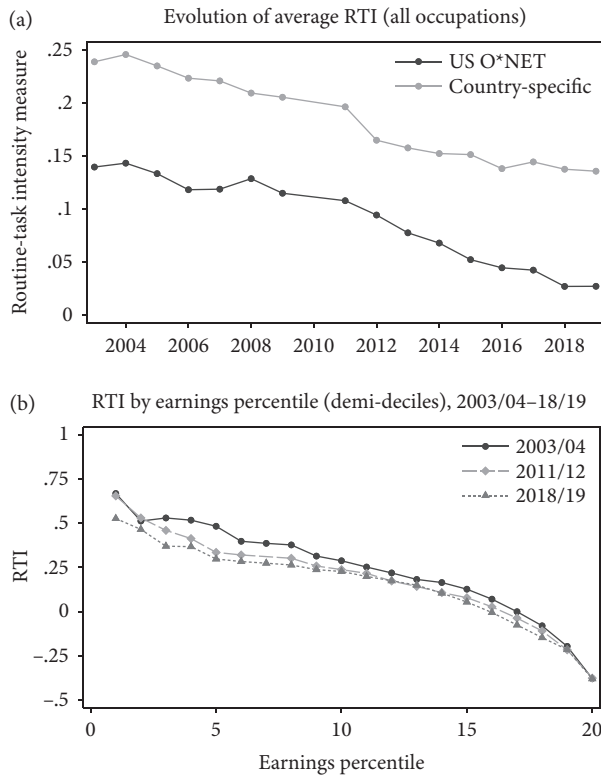 (a)
Evolution of average RTI (all occupations)
Routine-task intensity measure
.25
.2
.15
.1
.05
0
US O*NET
Country-specific
2004 2006 2008 2010 2012 2014 2016 2018
(b)
RTI by earnings percentile (demi-deciles), 2003/04–18/19
RTI
1
.75
.5
0.25
0
–.25
–.5
2003/04
2011/12
2018/19
0 5 10 15 20
Earnings percentile